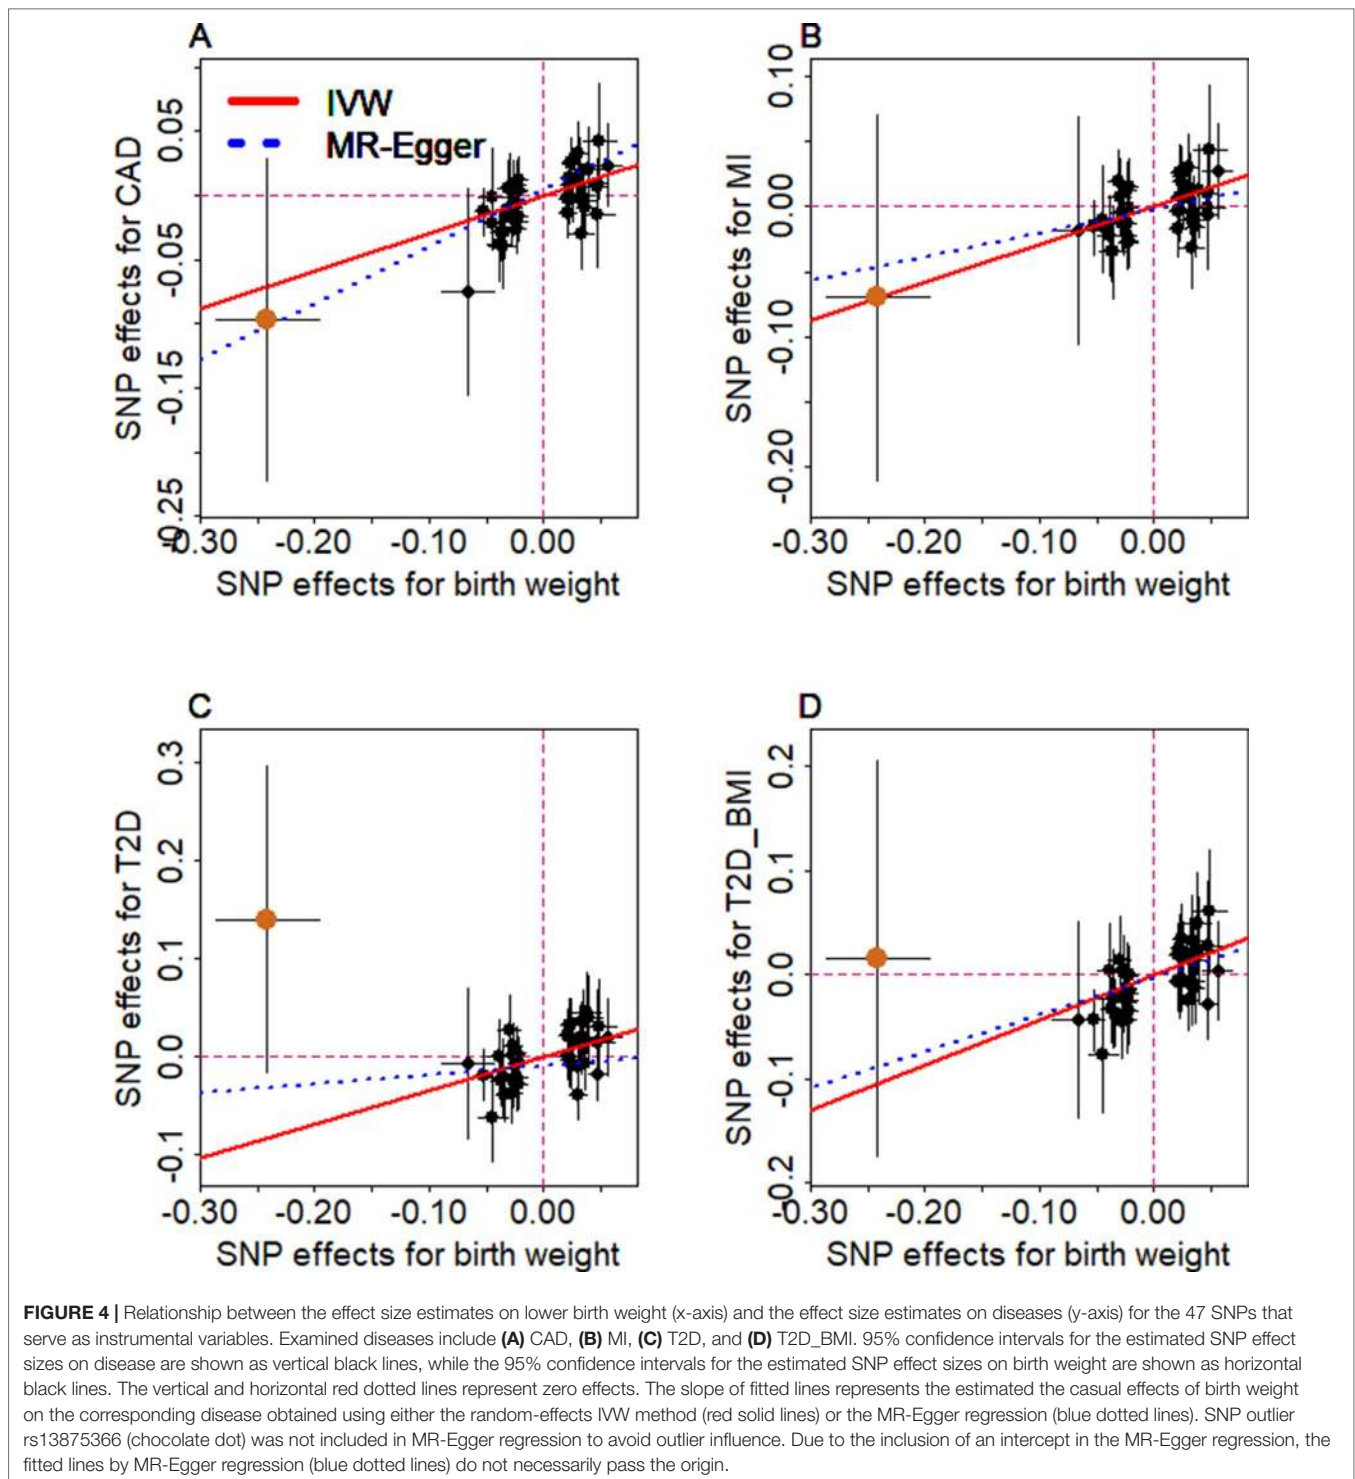 A
IVW
MR-Egger
SNP effects for CAD
0.05
-0.05
-0.15
-0.25
-0.30 -0.20 -0.10 0.00
SNP effects for birth weight
B
SNP effects for MI
0.10
0.00
-0.10
-0.20
-0.30 -0.20 -0.10 0.00
SNP effects for birth weight
C
SNP effects for T2D
0.3
0.2
0.1
0.0
-0.1
-0.30 -0.20 -0.10 0.00
SNP effects for birth weight
D
SNP effects for T2D_BMI
0.2
0.1
0.0
-0.1
-0.2
-0.30 -0.20 -0.10 0.00
SNP effects for birth weight
FIGURE 4 | Relationship between the effect size estimates on lower birth weight (x-axis) and the effect size estimates on diseases (y-axis) for the 47 SNPs that
serve as instrumental variables. Examined diseases include (A) CAD, (B) MI, (C) T2D, and (D) T2D_BMI. 95% confidence intervals for the estimated SNP effect
sizes on disease are shown as vertical black lines, while the 95% confidence intervals for the estimated SNP effect sizes on birth weight are shown as horizontal
black lines. The vertical and horizontal red dotted lines represent zero effects. The slope of fitted lines represents the estimated the casual effects of birth weight
on the corresponding disease obtained using either the random-effects IVW method (red solid lines) or the MR-Egger regression (blue dotted lines). SNP outlier
rs13875366 (chocolate dot) was not included in MR-Egger regression to avoid outlier influence. Due to the inclusion of an intercept in the MR-Egger regression, the
fitted lines by MR-Egger regression (blue dotted lines) do not necessarily pass the origin.